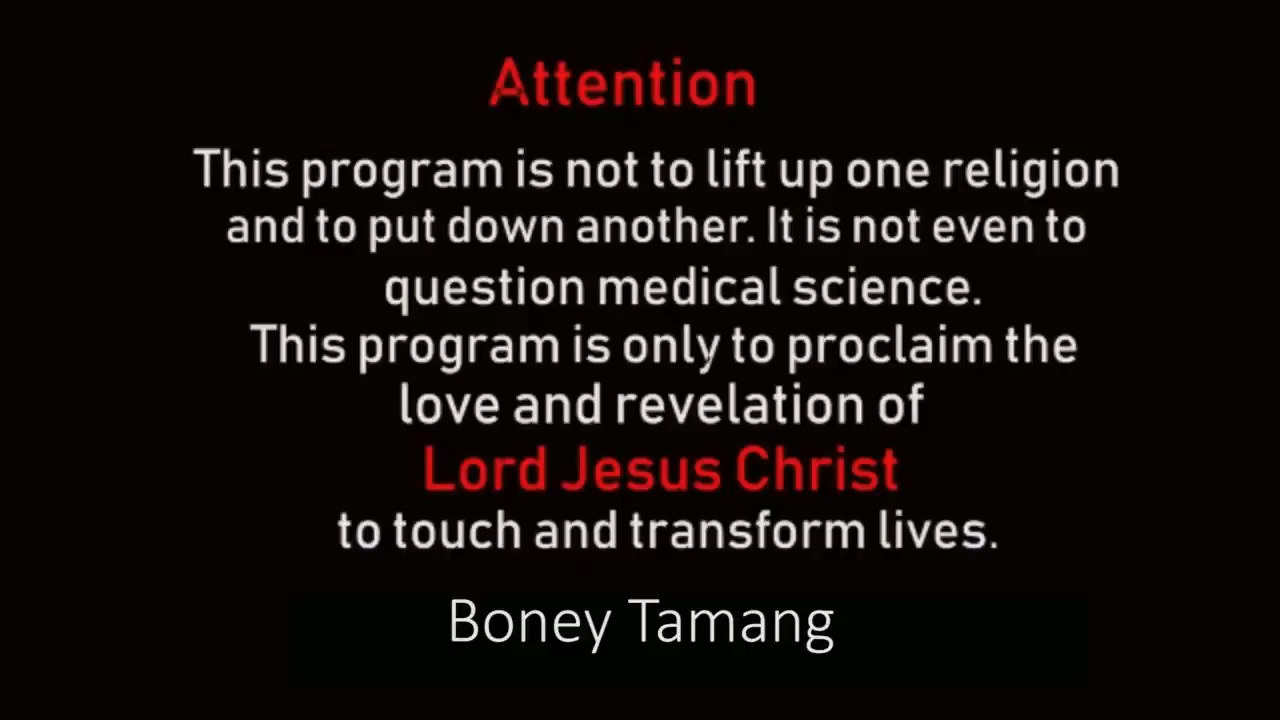 Attention
This program is not to lift up one religion
and to put down another. It is not even to
question medical science.
This program is only to proclaim the
love and revelation of
Lord Jesus Christ
to touch and transform lives.
Boney Tamang